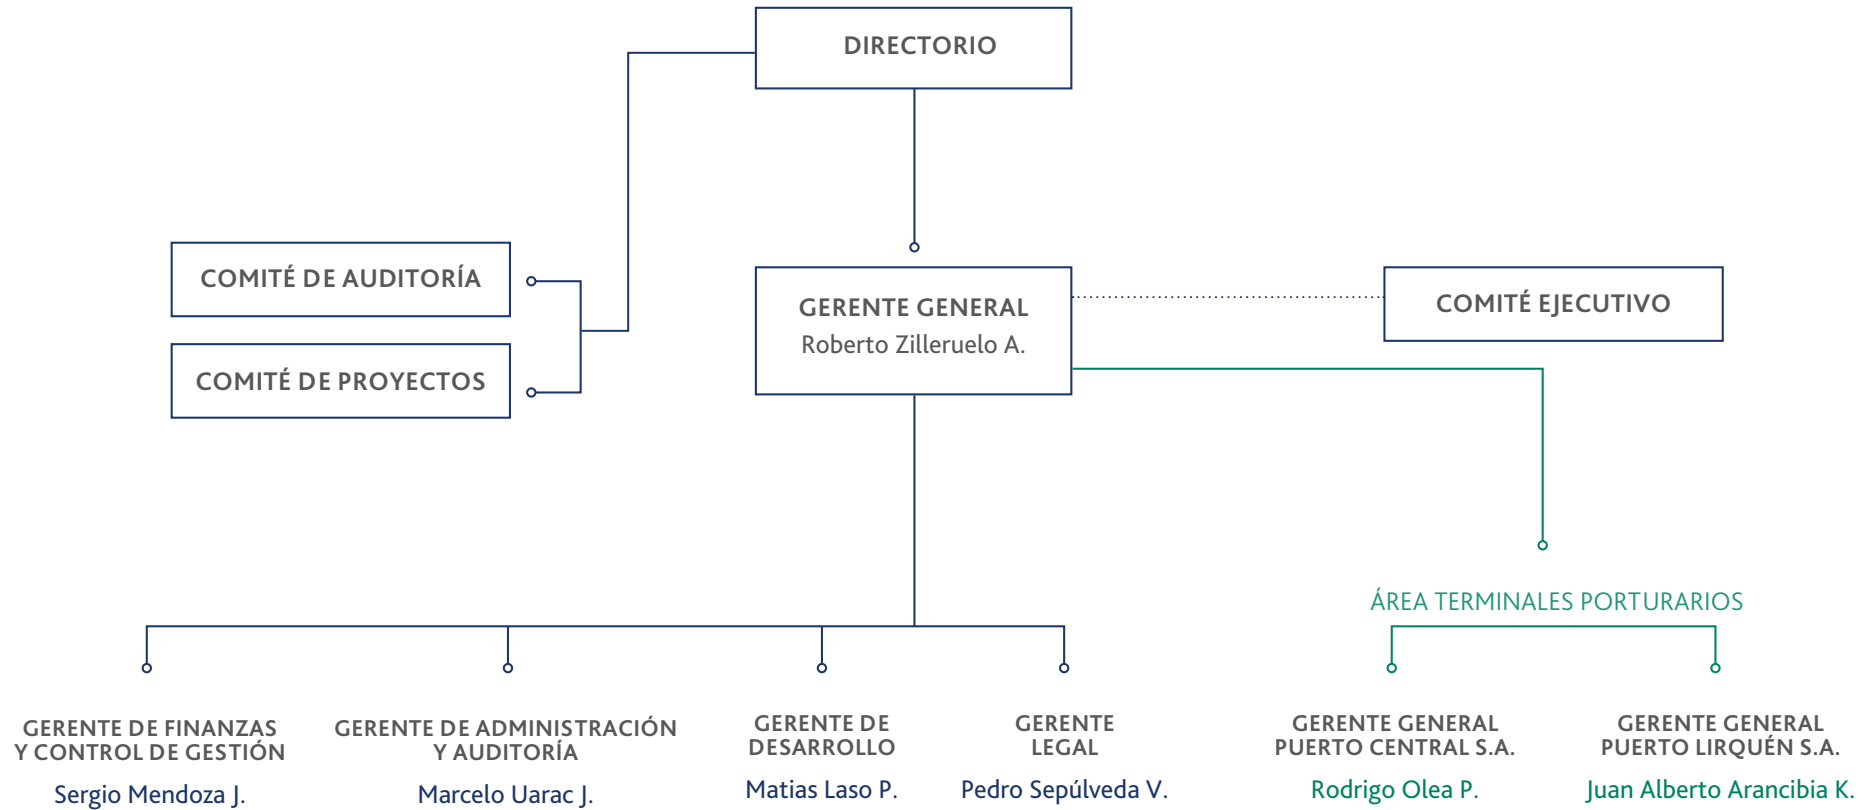 DIRECTORIO
COMITÉ DE AUDITORÍA
COMITÉ DE PROYECTOS
GERENTE GENERAL
Roberto Zilleruelo A.
COMITÉ EJECUTIVO
ÁREA TERMINALES PORTURARIOS
GERENTE DE FINANZAS
Y CONTROL DE GESTIÓN
Sergio Mendoza J.
GERENTE DE ADMINISTRACIÓN
Y AUDITORÍA
Marcelo Uarac J.
GERENTE DE
DESARROLLO
Matias Laso P.
GERENTE
LEGAL
Pedro Sepúlveda V.
GERENTE GENERAL
PUERTO CENTRAL S.A.
Rodrigo Olea P.
GERENTE GENERAL
PUERTO LIRQUÉN S.A.
Juan Alberto Arancibia K.